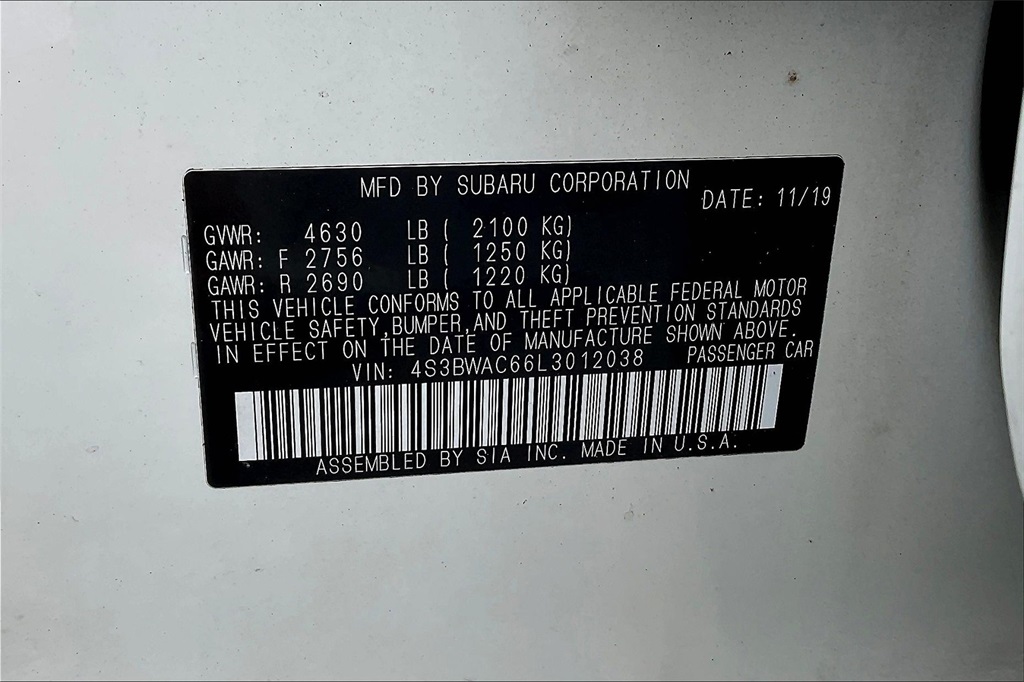 MFD BY SUBARU CORPORATION
DATE: 11/19
GVWR: 4630 LB ( 2100 KG)
GAWR: F 2756 LB ( 1250 KG)
GAWR: R 2690 LB ( 1220 KG)
THIS VEHICLE CONFORMS TO ALL APPLICABLE FEDERAL MOTOR
VEHICLE SAFETY,BUMPER,AND THEFT PREVENTION STANDARDS
IN EFFECT ON THE DATE OF MANUFACTURE SHOWN ABOVE.
VIN: 4S3BWAC66L3012038 PASSENGER CAR
ASSEMBLED BY SIA INC. MADE IN U.S.A.